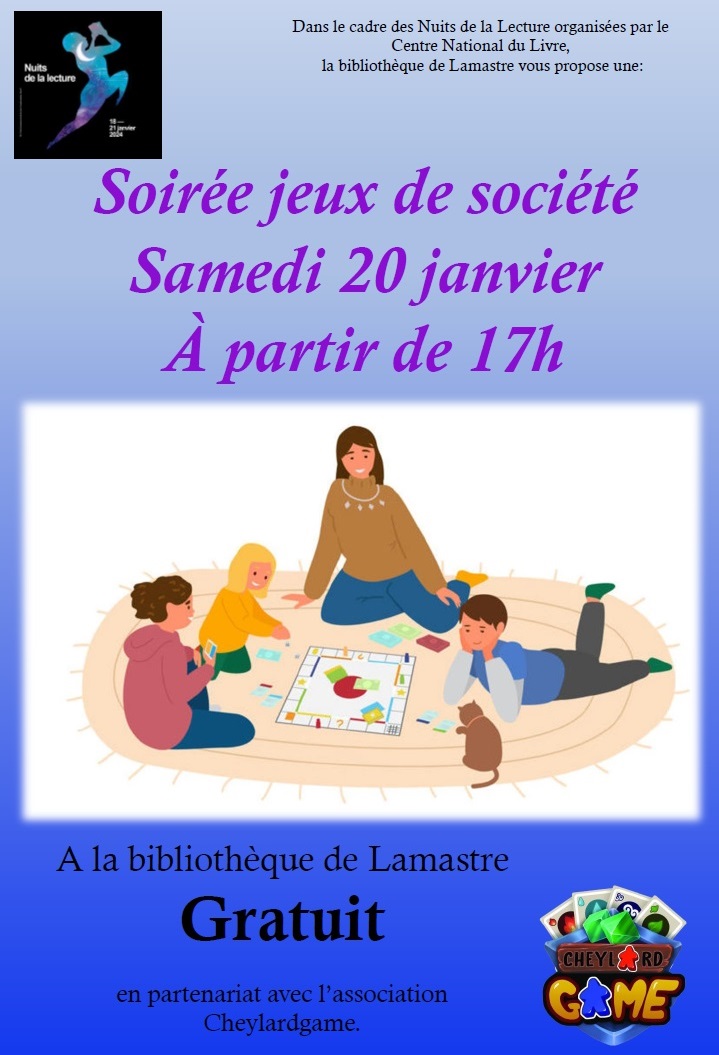 Nuits
de la lecture
18 —
21 janvier
2024
Dans le cadre des Nuits de la Lecture organisées par le
Centre National du Livre,
la bibliothèque de Lamastre vous propose une:
Soirée jeux de société
Samedi 20 janvier
À partir de 17h
?
A la bibliothèque de Lamastre
Gratuit
en partenariat avec l’association
Cheylardgame.
CHEYLARD
GAME